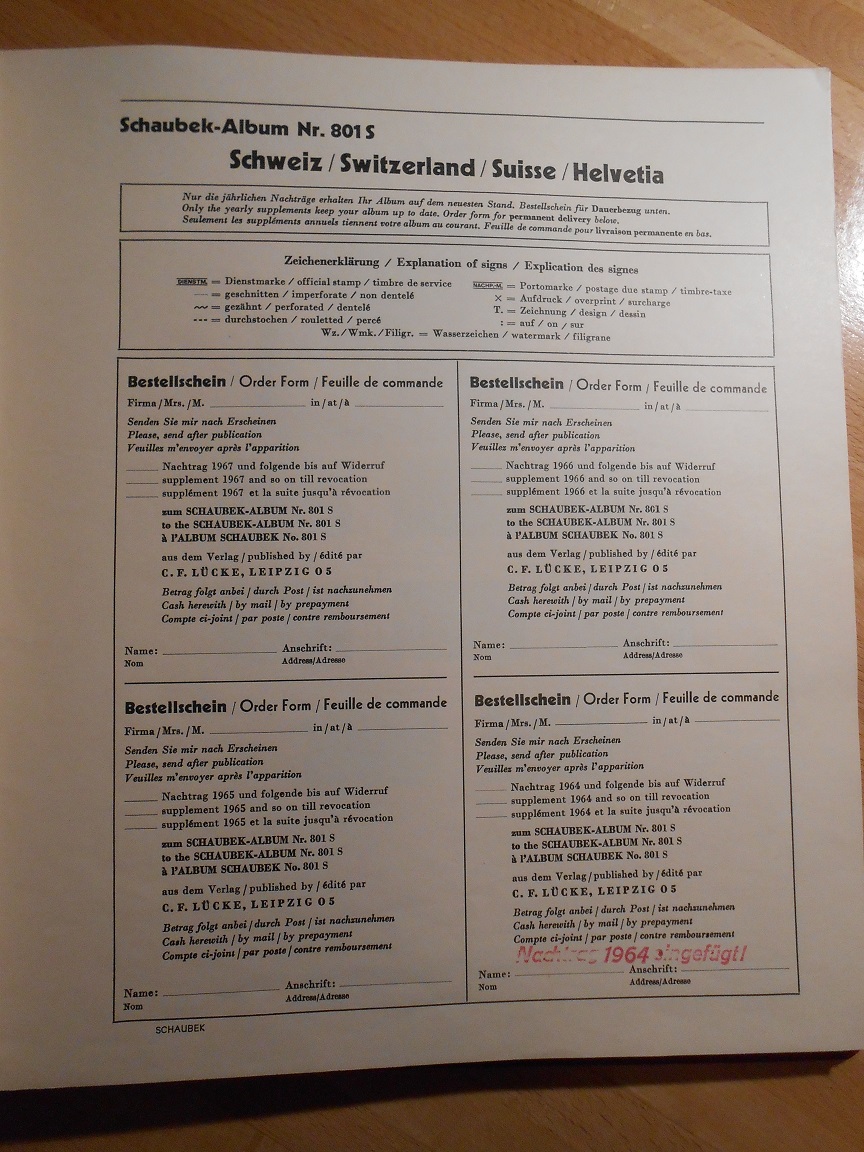 Schaubek-Album Nr. 801 S
Schweiz / Switzerland / Suisse / Helvetia
Nur die jährlichen Nachträge erhalten Ihr Album auf dem neuesten Stand. Bestellschein für Dauerbezug unten.
Only the yearly supplements keep your album up to date. Order form for permanent delivery below.
Seulement les suppléments annuels tiennent votre album au courant. Feuille de commande pour livraison permanente en bas.
Zeichenerklärung / Explanation of signs / Explication des signes
DIENSTM. = Dienstmarke / official stamp / timbre de service
— = geschnitten / imperforate / non dentelé
~~ = gezähnt / perforated / dentelé
--- = durchstochen / rouletted / percé
NACHP.-M. = Portomarke / postage due stamp / timbre-taxe
× = Aufdruck / overprint / surcharge
T. = Zeichnung / design / dessin
: = auf / on / sur
Wz./Wmk./Filigr. = Wasserzeichen / watermark / filigrane
Bestellschein / Order Form / Feuille de commande
Firma/Mrs./M. in/at/à
Senden Sie mir nach Erscheinen
Please, send after publication
Veuillez m'envoyer après l'apparition
Nachtrag 1967 und folgende bis auf Widerruf
supplement 1967 and so on till revocation
supplément 1967 et la suite jusqu'à révocation
zum SCHAUBEK-ALBUM Nr. 801 S
to the SCHAUBEK-ALBUM Nr. 801 S
à l'ALBUM SCHAUBEK No. 801 S
aus dem Verlag / published by / édité par
C. F. LÜCKE, LEIPZIG O 5
Betrag folgt anbei / durch Post / ist nachzunehmen
Cash herewith / by mail / by prepayment
Compte ci-joint / par poste / contre remboursement
Name: Anschrift:
Nom Address/Adresse
Bestellschein / Order Form / Feuille de commande
Firma/Mrs./M. in/at/à
Senden Sie mir nach Erscheinen
Please, send after publication
Veuillez m'envoyer après l'apparition
Nachtrag 1966 und folgende bis auf Widerruf
supplement 1966 and so on till revocation
supplément 1966 et la suite jusqu'à révocation
zum SCHAUBEK-ALBUM Nr. 801 S
to the SCHAUBEK-ALBUM Nr. 801 S
à l'ALBUM SCHAUBEK No. 801 S
aus dem Verlag / published by / édité par
C. F. LÜCKE, LEIPZIG O 5
Betrag folgt anbei / durch Post / ist nachzunehmen
Cash herewith / by mail / by prepayment
Compte ci-joint / par poste / contre remboursement
Name: Anschrift:
Nom Address/Adresse
Bestellschein / Order Form / Feuille de commande
Firma/Mrs./M. in/at/à
Senden Sie mir nach Erscheinen
Please, send after publication
Veuillez m'envoyer après l'apparition
Nachtrag 1965 und folgende bis auf Widerruf
supplement 1965 and so on till revocation
supplément 1965 et la suite jusqu'à révocation
zum SCHAUBEK-ALBUM Nr. 801 S
to the SCHAUBEK-ALBUM Nr. 801 S
à l'ALBUM SCHAUBEK No. 801 S
aus dem Verlag / published by / édité par
C. F. LÜCKE, LEIPZIG O 5
Betrag folgt anbei / durch Post / ist nachzunehmen
Cash herewith / by mail / by prepayment
Compte ci-joint / par poste / contre remboursement
Name: Anschrift:
Nom Address/Adresse
Bestellschein / Order Form / Feuille de commande
Firma/Mrs./M. in/at/à
Senden Sie mir nach Erscheinen
Please, send after publication
Veuillez m'envoyer après l'apparition
Nachtrag 1964 und folgende bis auf Widerruf
supplement 1964 and so on till revocation
supplément 1964 et la suite jusqu'à révocation
zum SCHAUBEK-ALBUM Nr. 801 S
to the SCHAUBEK-ALBUM Nr. 801 S
à l'ALBUM SCHAUBEK No. 801 S
aus dem Verlag / published by / édité par
C. F. LÜCKE, LEIPZIG O 5
Betrag folgt anbei / durch Post / ist nachzunehmen
Cash herewith / by mail / by prepayment
Compte ci-joint / par poste / contre remboursement
Nachtrag 1964 eingefügt!
Name: Anschrift:
Nom Address/Adresse
SCHAUBEK